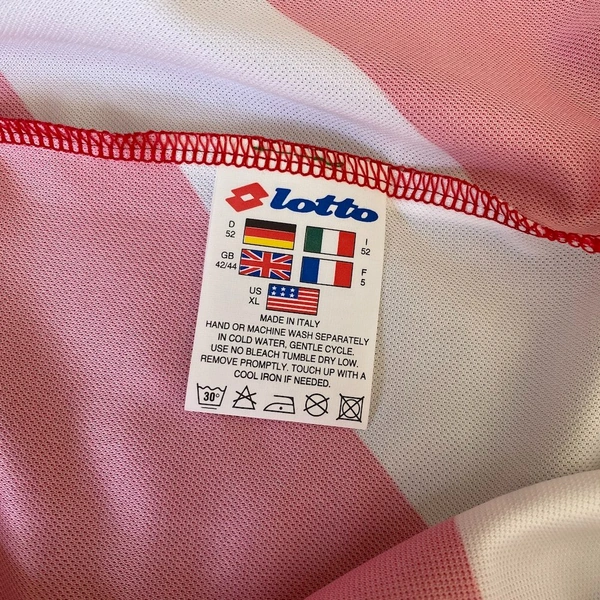 lotto
D 52 I 52
GB 42/44 F 5
US XL
MADE IN ITALY
HAND OR MACHINE WASH SEPARATELY
IN COLD WATER, GENTLE CYCLE.
USE NO BLEACH TUMBLE DRY LOW.
REMOVE PROMPTLY. TOUCH UP WITH A
COOL IRON IF NEEDED.
30°